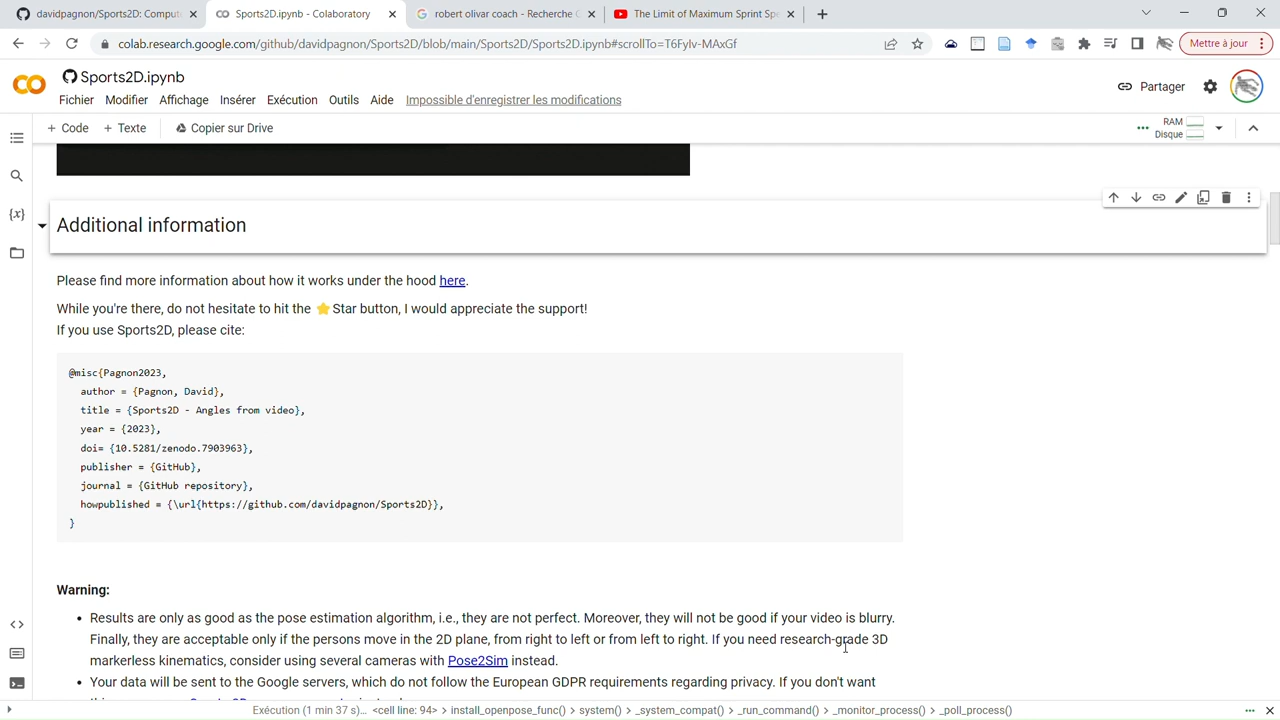 davidpagnon/Sports2D: Comput
Sports2D.ipynb - Colaboratory
robert olivar coach - Recherche
The Limit of Maximum Sprint Sp
colab.research.google.com/github/davidpagnon/Sports2D/blob/main/Sports2D/Sports2D.ipynb#scrollTo=T6FyIv-MAxGf
Mettre à jour
Sports2D.ipynb
Fichier Modifier Affichage Insérer Exécution Outils Aide Impossible d'enregistrer les modifications
Partager
+ Code + Texte Copier sur Drive
RAM
Disque
Additional information
{x}
Please find more information about how it works under the hood here.
While you're there, do not hesitate to hit the ⭐Star button, I would appreciate the support!
If you use Sports2D, please cite:
@misc{Pagnon2023,
author = {Pagnon, David},
title = {Sports2D - Angles from video},
year = {2023},
doi= {10.5281/zenodo.7903963},
publisher = {GitHub},
journal = {GitHub repository},
howpublished = {\url{https://github.com/davidpagnon/Sports2D}},
}
Warning:
• Results are only as good as the pose estimation algorithm, i.e., they are not perfect. Moreover, they will not be good if your video is blurry.
Finally, they are acceptable only if the persons move in the 2D plane, from right to left or from left to right. If you need research-grade 3D
markerless kinematics, consider using several cameras with Pose2Sim instead.
• Your data will be sent to the Google servers, which do not follow the European GDPR requirements regarding privacy. If you don't want
Exécution (1 min 37 s)... <cell line: 94> > install_openpose_func() > system() > _system_compat() > _run_command() > _monitor_process() > _poll_process()